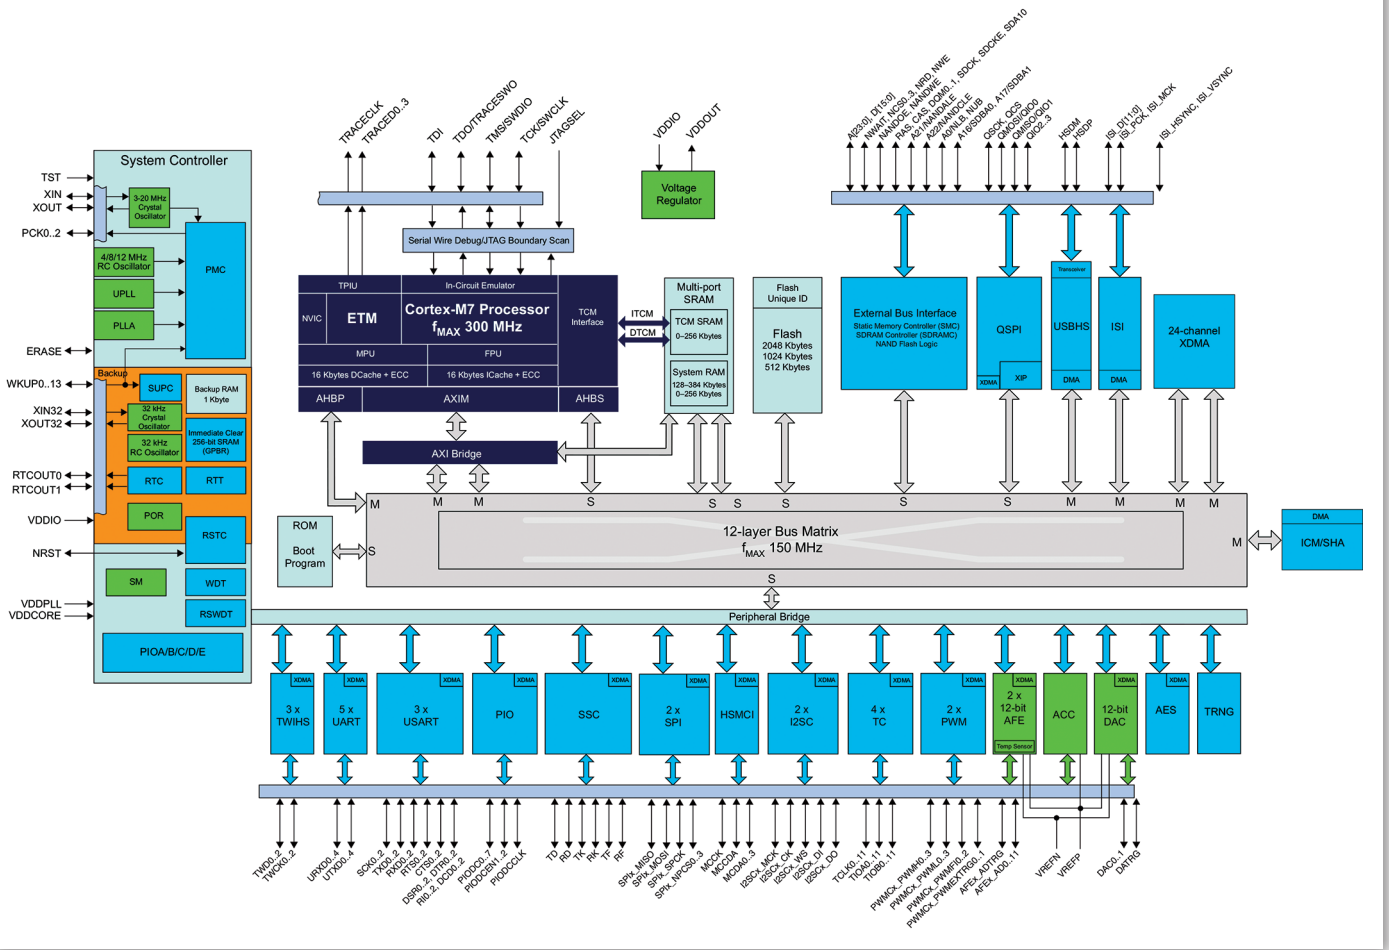 A[23:0], D[15:0]
NWAIT, NCS0..3, NRD, NWE
NANDOE, NANDWE
RAS, CAS, DQM0..1, SDCK, SDCKE, SDA10
A21/NANDALE
A22/NANDCLE
A0/NLB, NUB
A16/SDBA0, A17/SDBA1
QSCK, QCS
QMOSI/QIO0
QMISO/QIO1
QIO2..3
HSDM
HSDP
ISI_D[11:0]
ISI_PCK, ISI_MCK
ISI_HSYNC, ISI_VSYNC
TRACECLK
TRACED0..3
TDI
TDO/TRACESWO
TMS/SWDIO
TCK/SWCLK
JTAGSEL
VDDIO
VDDOUT
Voltage
Regulator
System Controller
TST
XIN
XOUT
PCK0..2
3-20 MHz
Crystal
Oscillator
4/8/12 MHz
RC Oscillator
UPLL
PLLA
PMC
ERASE
Backup
WKUP0..13
SUPC
Backup RAM
1 Kbyte
XIN32
XOUT32
32 kHz
Crystal
Oscillator
32 kHz
RC Oscillator
Immediate Clear
256-bit SRAM
(GPBR)
RTCOUT0
RTCOUT1
RTC
RTT
POR
VDDIO
RSTC
NRST
SM
WDT
VDDPLL
VDDCORE
RSWDT
PIOA/B/C/D/E
Serial Wire Debug/JTAG Boundary Scan
TPIU
In-Circuit Emulator
NVIC
ETM
Cortex-M7 Processor
fMAX 300 MHz
TCM
Interface
MPU
FPU
16 Kbytes DCache + ECC
16 Kbytes ICache + ECC
AHBP
AXIM
AHBS
ITCM
DTCM
Multi-port
SRAM
TCM SRAM
0–256 Kbytes
System RAM
128–384 Kbytes
0–256 Kbytes
Flash
Unique ID
Flash
2048 Kbytes
1024 Kbytes
512 Kbytes
External Bus Interface
Static Memory Controller (SMC)
SDRAM Controller (SDRAMC)
NAND Flash Logic
QSPI
XDMA
XIP
Transceiver
USBHS
DMA
ISI
DMA
24-channel
XDMA
AXI Bridge
M
M
M
S
S
S
S
S
S
M
M
M
M
ROM
Boot
Program
S
12-layer Bus Matrix
fMAX 150 MHz
M
DMA
ICM/SHA
S
Peripheral Bridge
XDMA
3 x
TWIHS
XDMA
5 x
UART
XDMA
3 x
USART
XDMA
PIO
XDMA
SSC
XDMA
2 x
SPI
XDMA
HSMCI
XDMA
2 x
I2SC
XDMA
4 x
TC
XDMA
2 x
PWM
XDMA
2 x
12-bit
AFE
Temp Sensor
ACC
XDMA
12-bit
DAC
XDMA
AES
TRNG
TWD0..2
TWCK0..2
URXD0..4
UTXD0..4
SCK0..2
TXD0..2
RXD0..2
RTS0..2
CTS0..2
DSR0..2, DTR0..2
RI0..2, DCD0..2
PIODC0..7
PIODCEN1..2
PIODCCLK
TD
RD
TK
RK
TF
RF
SPIx_MISO
SPIx_MOSI
SPIx_SPCK
SPIx_NPCS0..3
MCCK
MCCDA
MCDA0..3
I2SCx_MCK
I2SCx_CK
I2SCx_WS
I2SCx_DI
I2SCx_DO
TCLK0..11
TIOA0..11
TIOB0..11
PWMCx_PWMH0..3
PWMCx_PWML0..3
PWMCx_PWMFI0..2
PWMCx_PWMEXTRG0..1
AFEx_ADTRG
AFEx_AD0..11
VREFN
VREFP
DAC0..1
DATRG